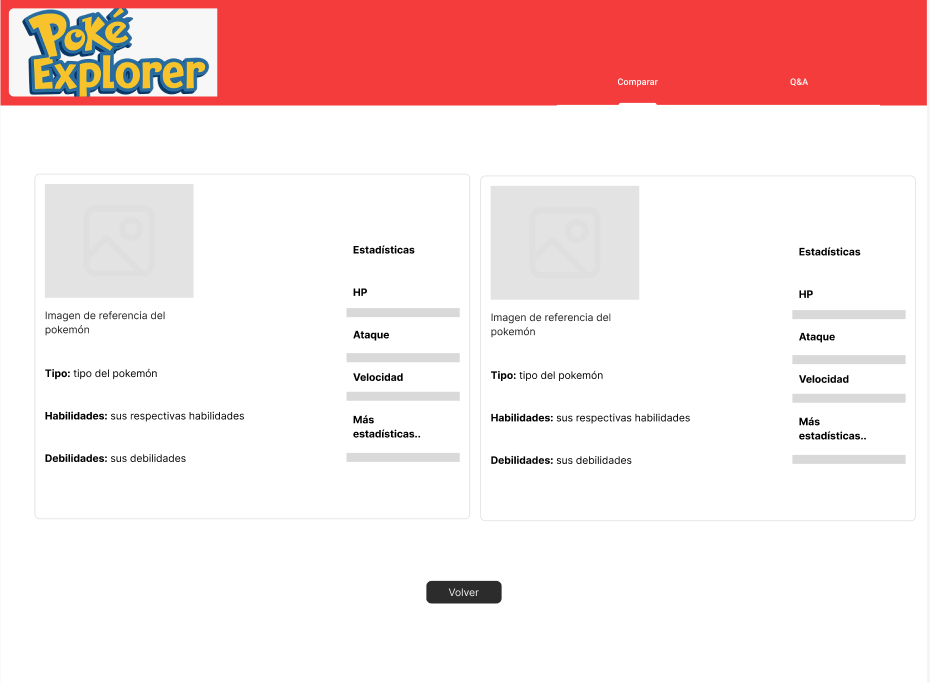 Poké
Explorer
Comparar
Q&A
Imagen de referencia del
pokemón
Tipo: tipo del pokemón
Habilidades: sus respectivas habilidades
Debilidades: sus debilidades
Estadísticas
HP
Ataque
Velocidad
Más
estadísticas..
Imagen de referencia del
pokemón
Tipo: tipo del pokemón
Habilidades: sus respectivas habilidades
Debilidades: sus debilidades
Estadísticas
HP
Ataque
Velocidad
Más
estadísticas..
Volver